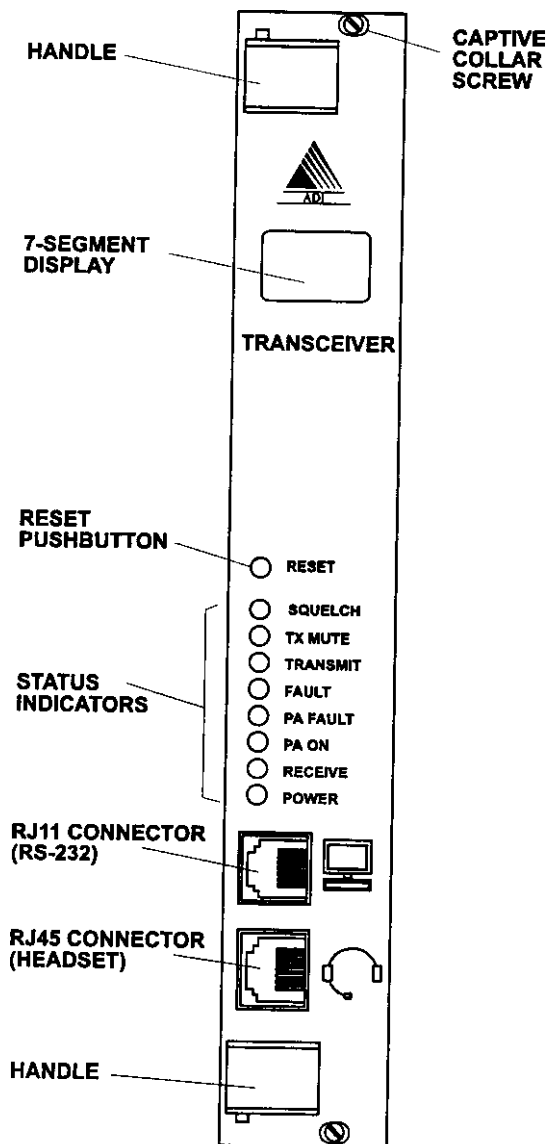 HANDLE
CAPTIVE
COLLAR
SCREW
ADI
7-SEGMENT
DISPLAY
TRANSCEIVER
RESET
PUSHBUTTON
RESET
SQUELCH
TX MUTE
TRANSMIT
FAULT
PA FAULT
PA ON
RECEIVE
POWER
STATUS
INDICATORS
RJ11 CONNECTOR
(RS-232)
RJ45 CONNECTOR
(HEADSET)
HANDLE